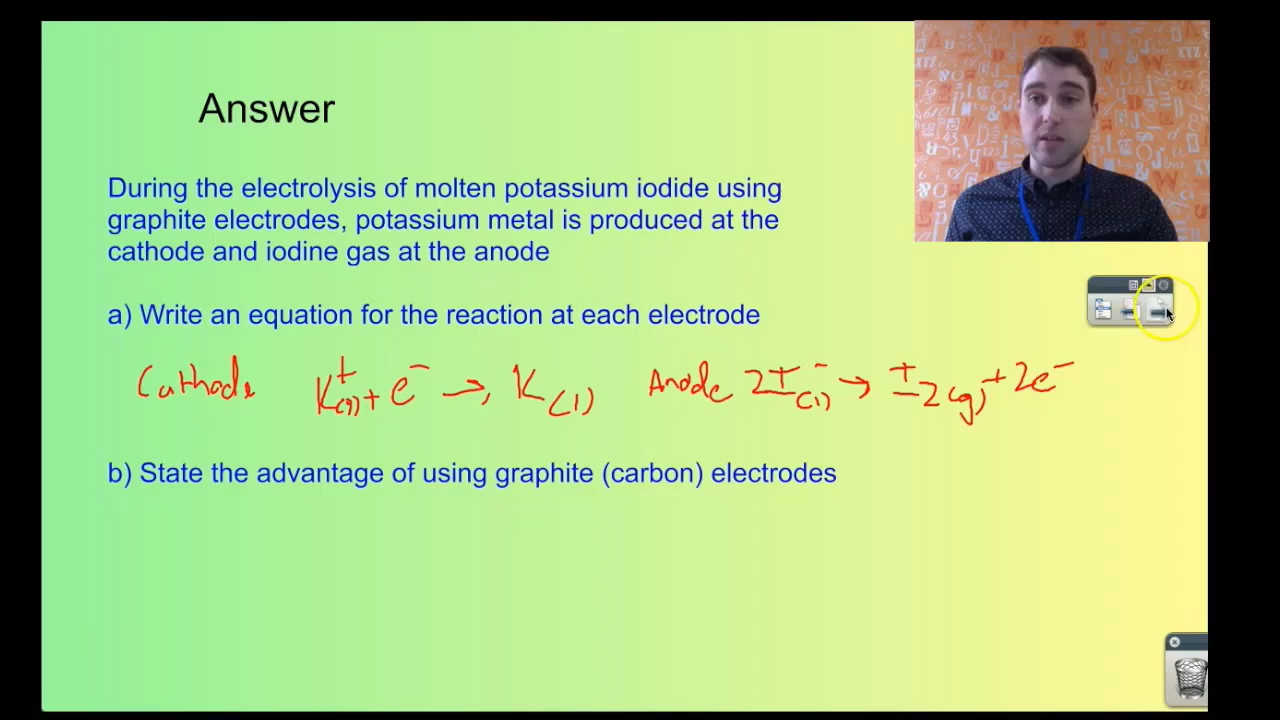 Answer
During the electrolysis of molten potassium iodide using
graphite electrodes, potassium metal is produced at the
cathode and iodine gas at the anode
a) Write an equation for the reaction at each electrode
Cathode K⁺(l) + e⁻ → K(l) Anode 2I⁻(l) → I₂(g) + 2e⁻
b) State the advantage of using graphite (carbon) electrodes